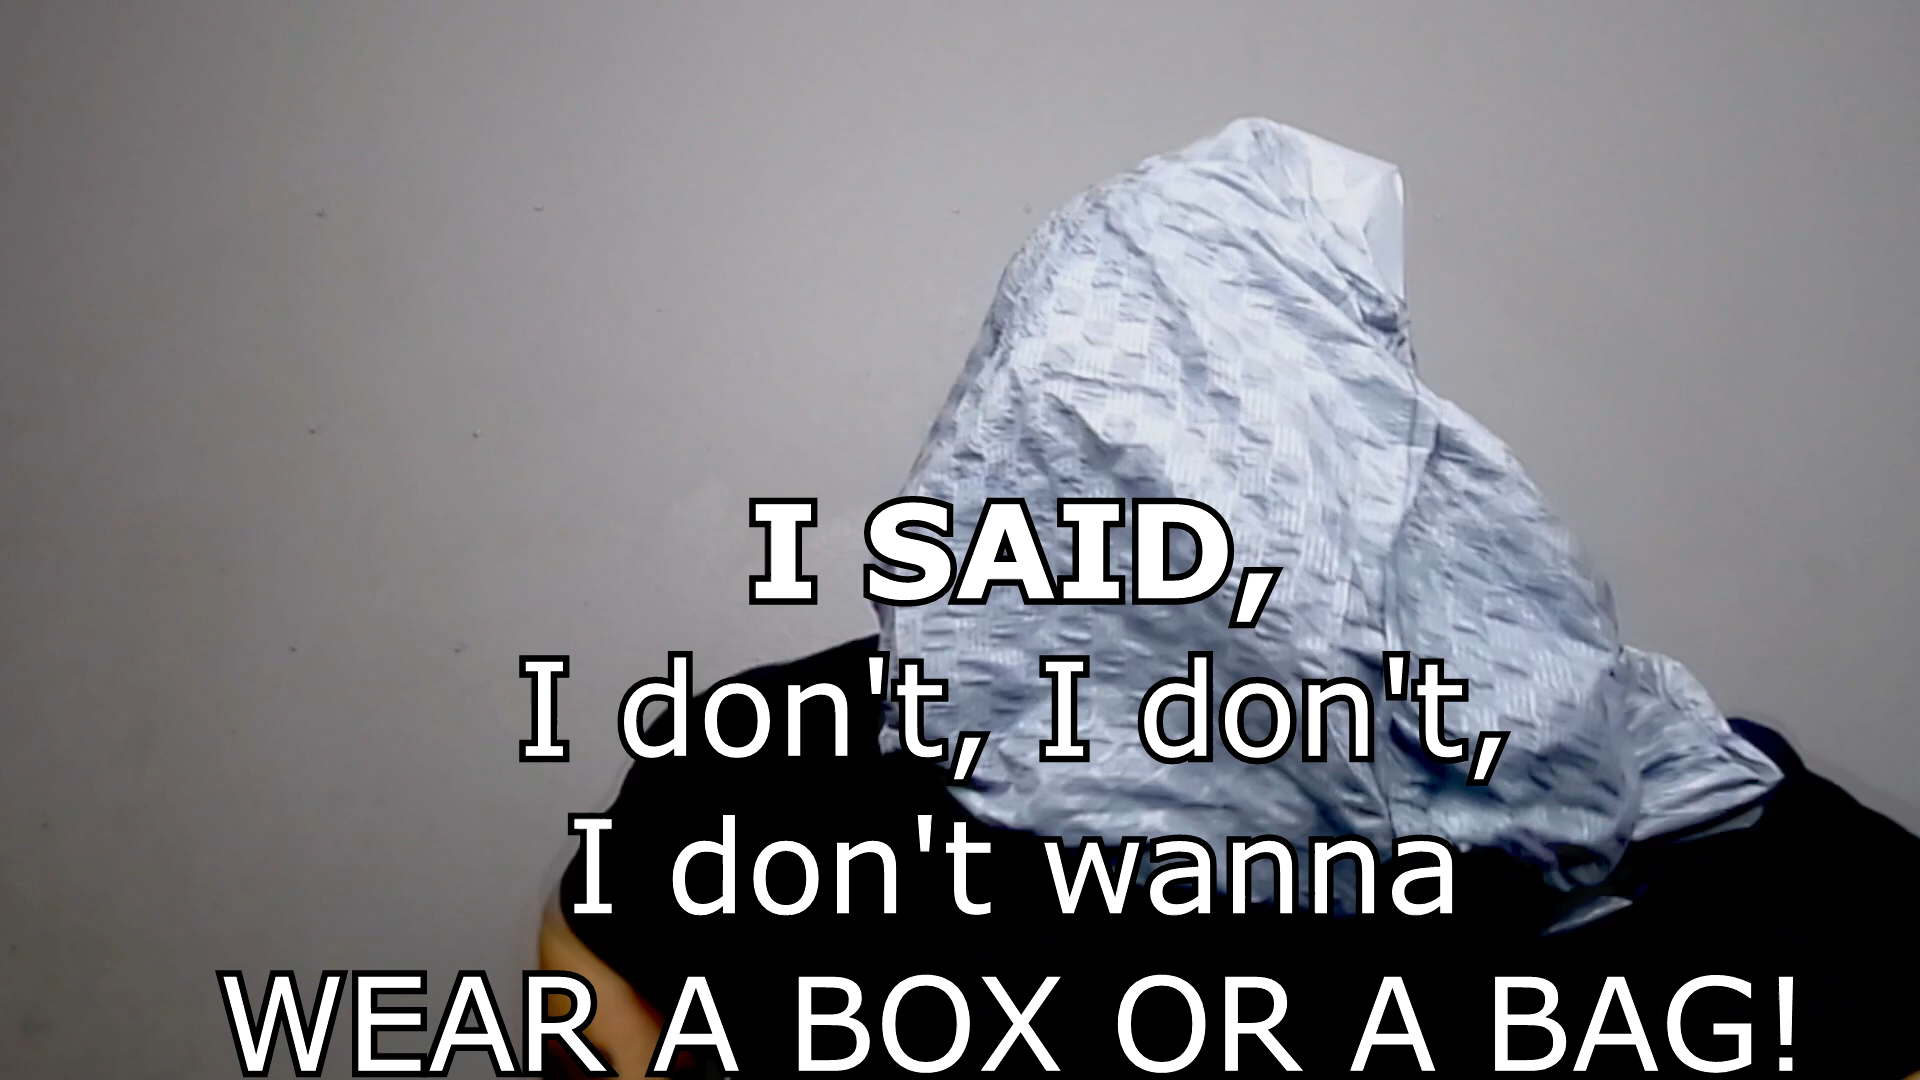 I SAID,
I don't, I don't,
I don't wanna
WEAR A BOX OR A BAG!